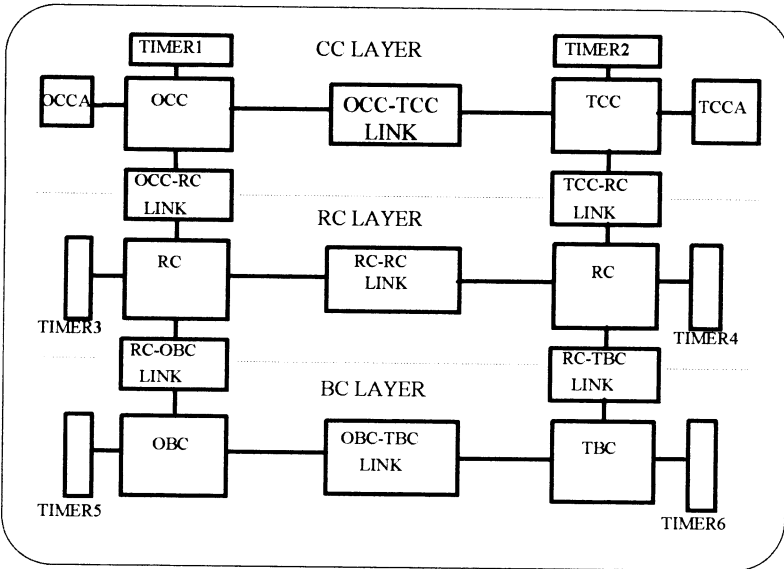 TIMER1
CC LAYER
TIMER2
OCCA
OCC
OCC-TCC
LINK
TCC
TCCA
OCC-RC
LINK
TCC-RC
LINK
RC LAYER
RC
RC-RC
LINK
RC
TIMER3
TIMER4
RC-OBC
LINK
RC-TBC
LINK
BC LAYER
OBC
OBC-TBC
LINK
TBC
TIMER5
TIMER6